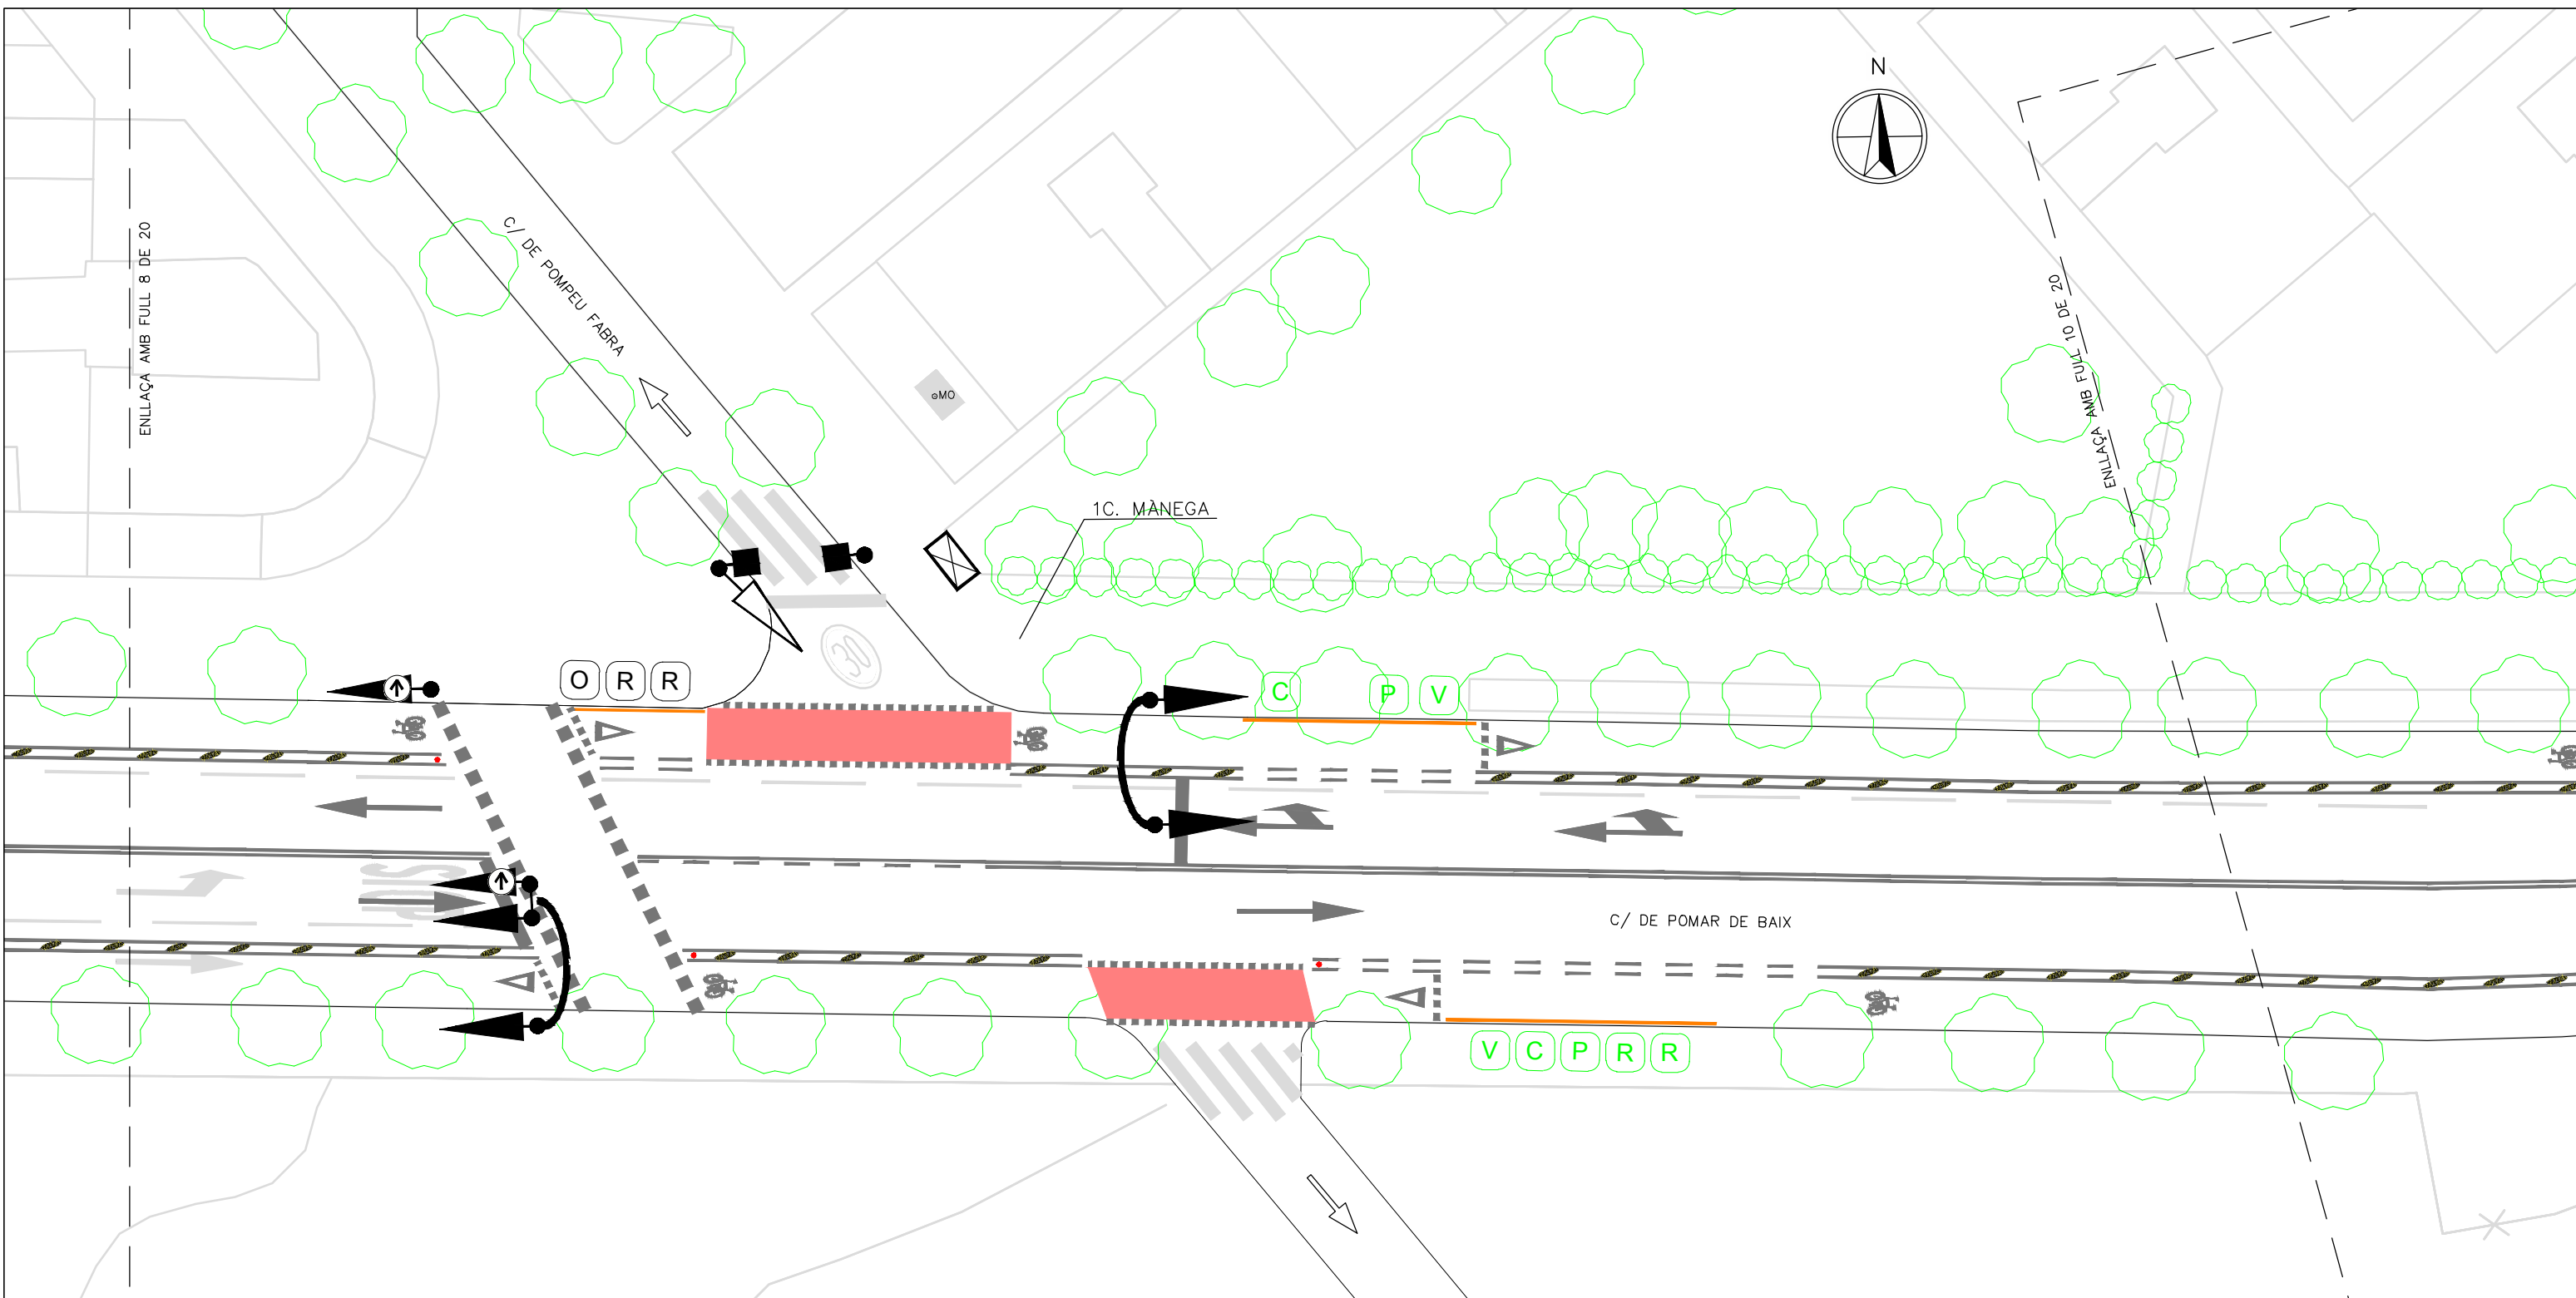 N
ENLLAÇA AMB FULL 8 DE 20
C/ DE POMPEU FABRA
ENLLAÇA AMB FULL 10 DE 20
MO
1C. MÀNEGA
30
O R R
C P V
BUS
C/ DE POMAR DE BAIX
V C P R R